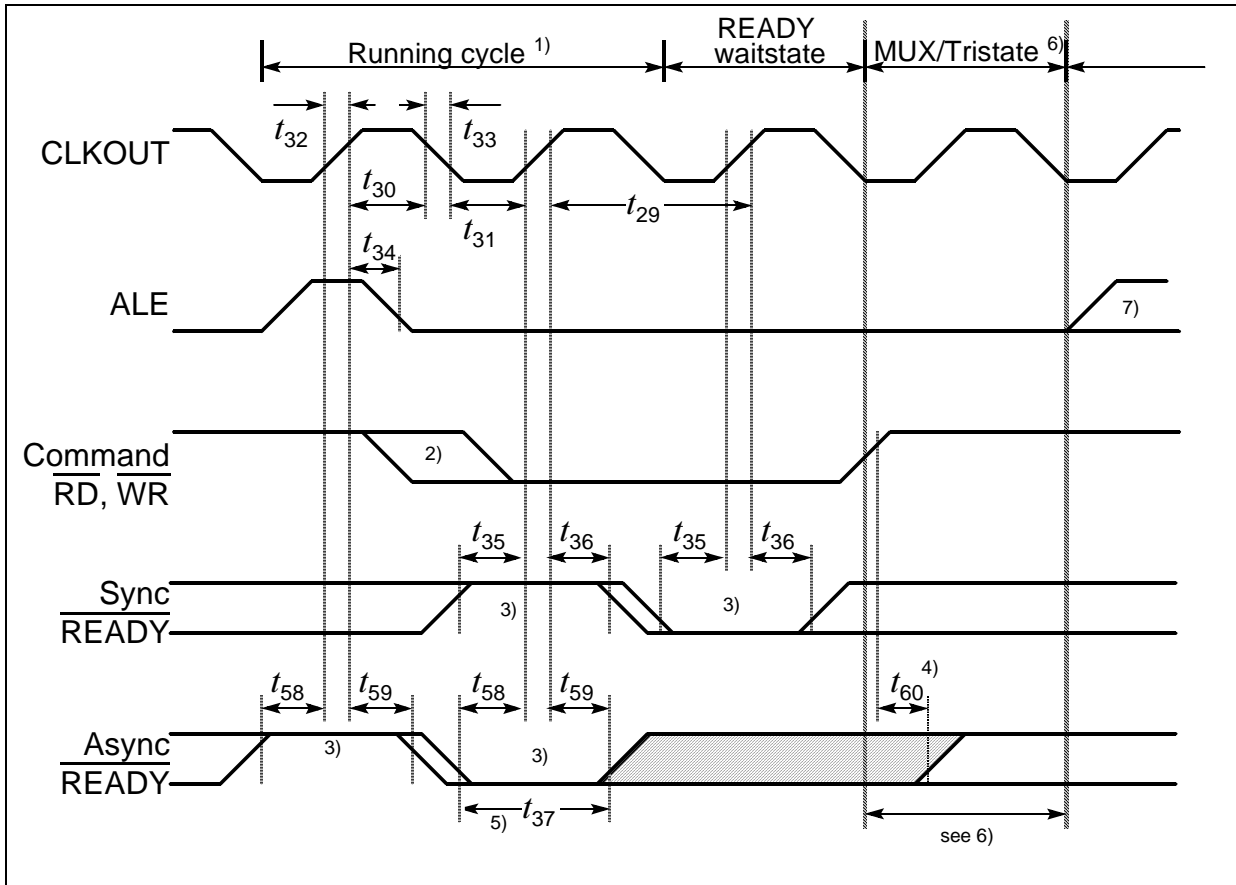 Running cycle 1)
READY waitstate
MUX/Tristate 6)
t32
t33
CLKOUT
t30
t31
t29
t34
ALE
7)
Command
RD, WR
2)
t35
t36
t35
t36
Sync
READY
3)
3)
t58
t59
t58
t59
t60 4)
Async
READY
3)
3)
5) t37
see 6)